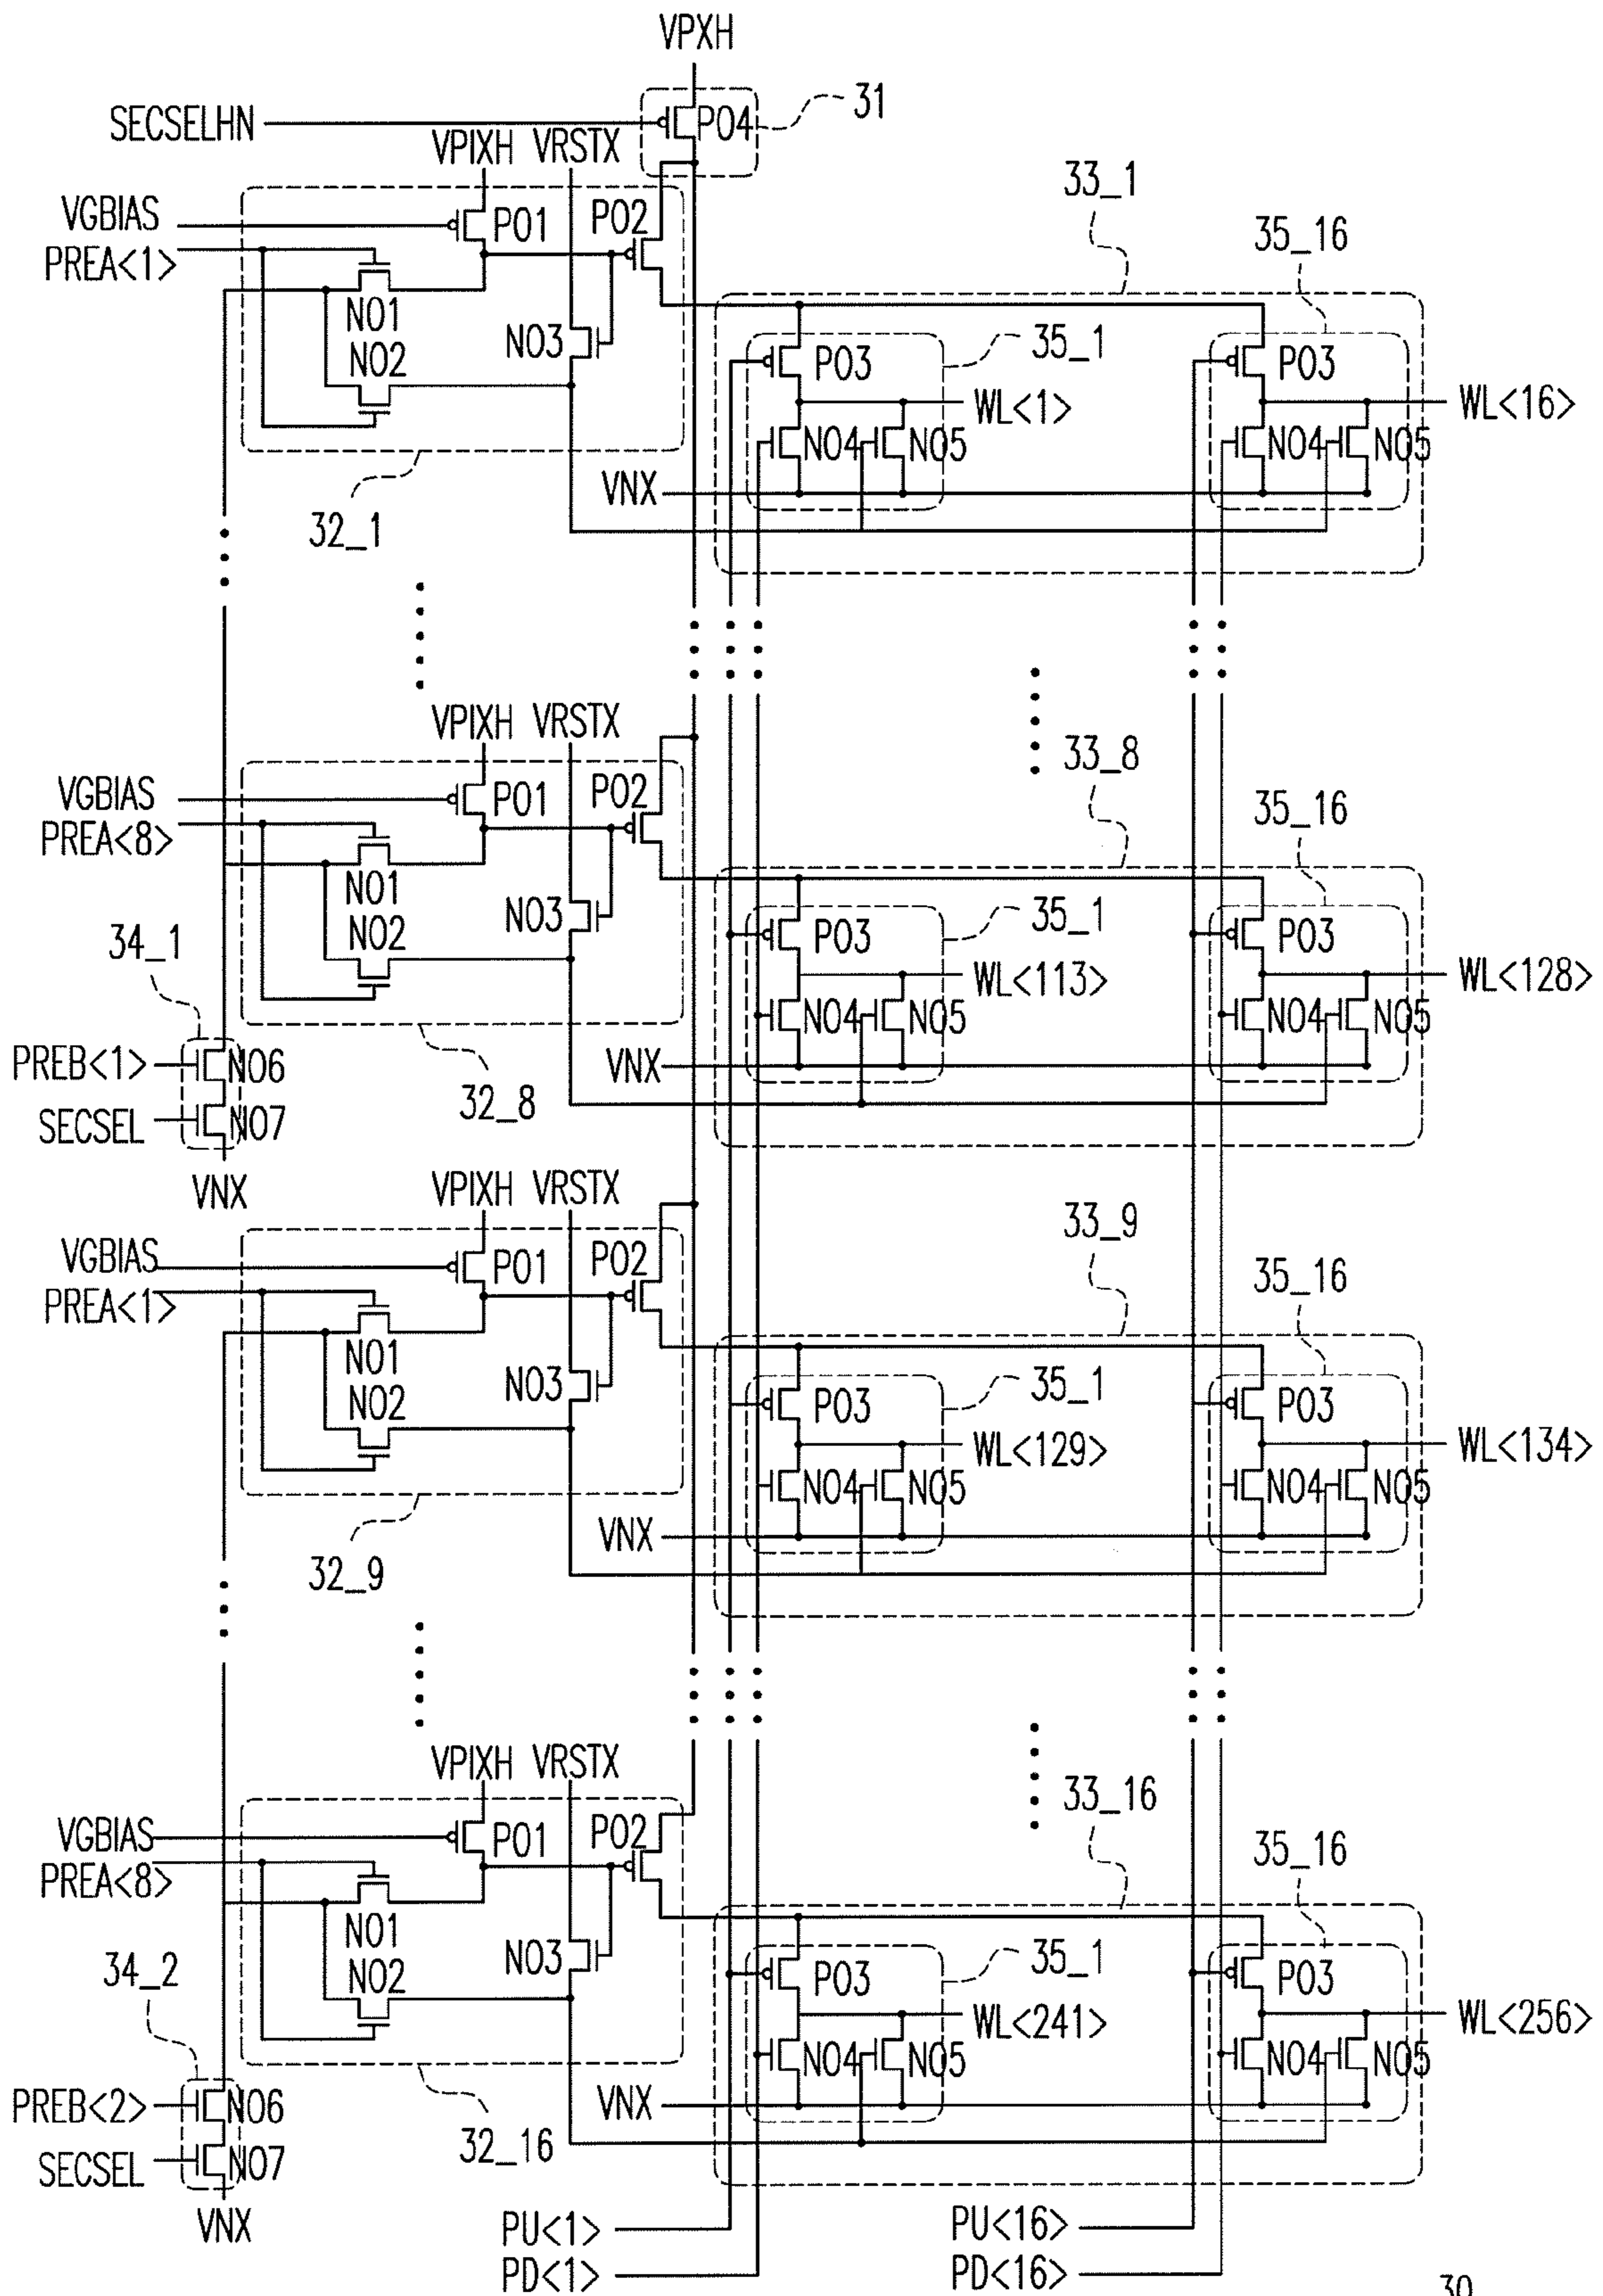 VPXH
SECSELHN
P04
31
VPIXH VRSTX
VGBIAS
PREA<1>
P01
P02
N01
N02
N03
32_1
33_1
35_1
35_16
P03
P03
WL<1>
WL<16>
N04 N05
N04 N05
VNX
VPIXH VRSTX
VGBIAS
PREA<8>
P01
P02
N01
N02
N03
32_8
33_8
35_1
35_16
P03
P03
WL<113>
WL<128>
N04 N05
N04 N05
VNX
34_1
PREB<1>
N06
SECSEL
N07
VNX
VPIXH VRSTX
VGBIAS
PREA<1>
P01
P02
N01
N02
N03
32_9
33_9
35_1
35_16
P03
P03
WL<129>
WL<134>
N04 N05
N04 N05
VNX
VPIXH VRSTX
VGBIAS
PREA<8>
P01
P02
N01
N02
N03
32_16
33_16
35_1
35_16
P03
P03
WL<241>
WL<256>
N04 N05
N04 N05
VNX
34_2
PREB<2>
N06
SECSEL
N07
VNX
PU<1>
PD<1>
PU<16>
PD<16>
30